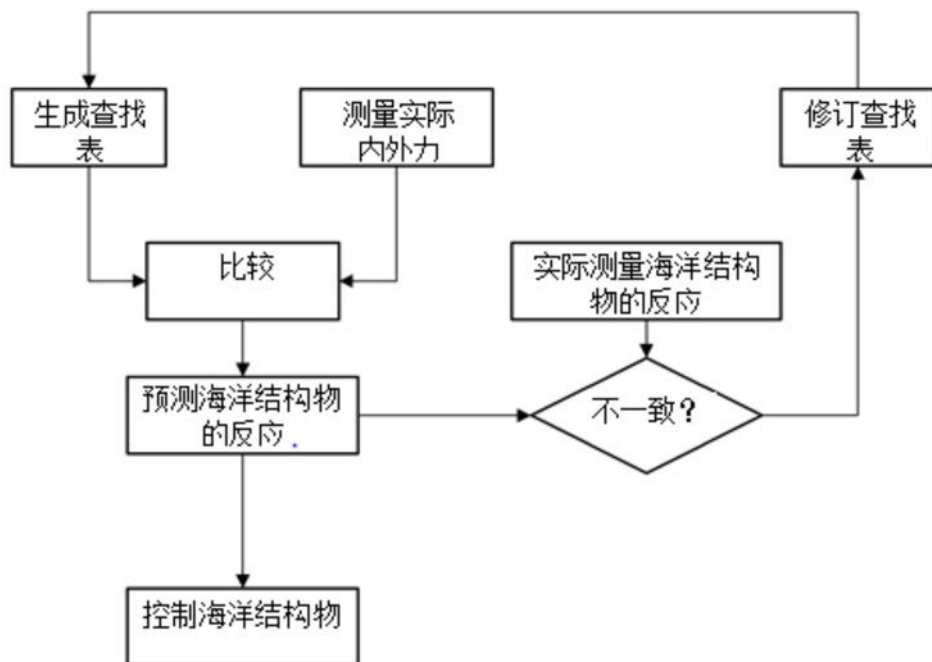 生成查找
表
测量实际
内外力
修订查找
表
比较
实际测量海洋结构
物的反应
预测海洋结构物
的反应.
不一致?
控制海洋结构物